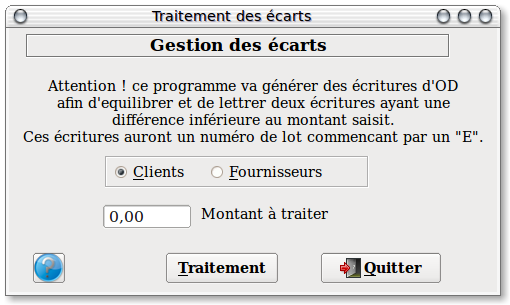 Traitement des écarts
Gestion des écarts
Attention ! ce programme va générer des écritures d'OD
afin d'equilibrer et de lettrer deux écritures ayant une
différence inférieure au montant saisit.
Ces écritures auront un numéro de lot commencant par un "E".
Clients Fournisseurs
0,00 Montant à traiter
? Traitement Quitter